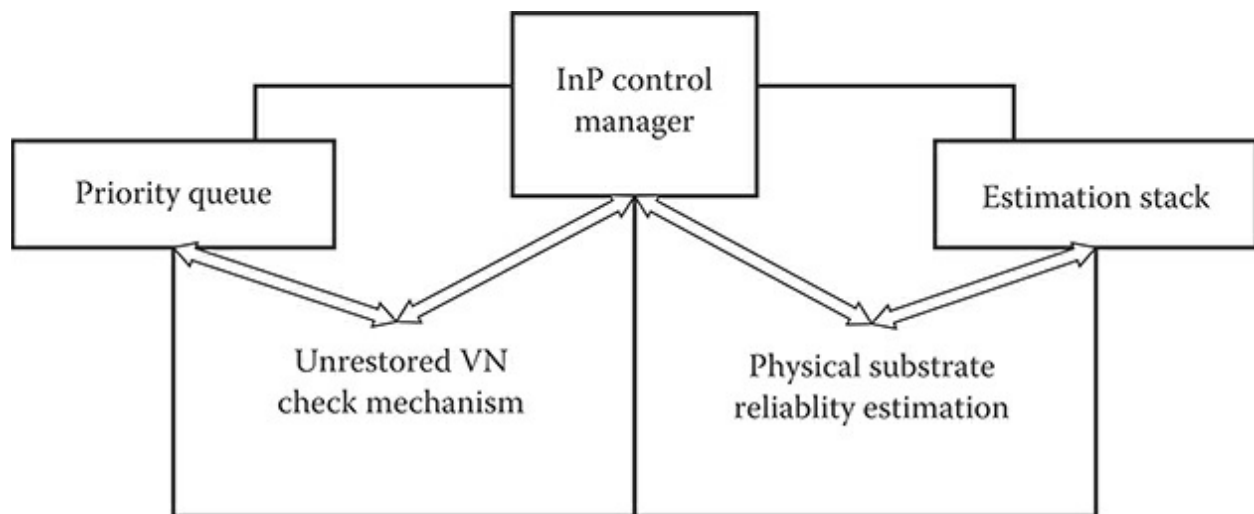 InP control
manager
Priority queue
Estimation stack
Unrestored VN
check mechanism
Physical substrate
reliablity estimation